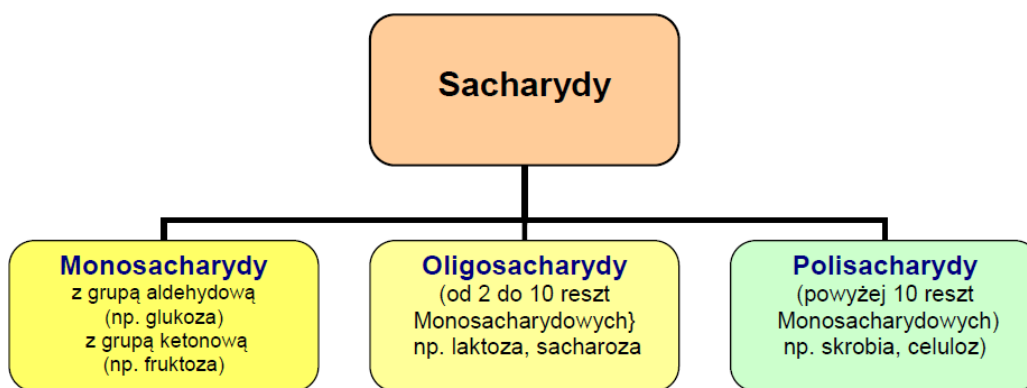 Sacharydy
Monosacharydy
z grupą aldehydową
(np. glukoza)
z grupą ketonową
(np. fruktoza)
Oligosacharydy
(od 2 do 10 reszt
Monosacharydowych}
np. laktoza, sacharoza
Polisacharydy
(powyżej 10 reszt
Monosacharydowych)
np. skrobia, celuloz)